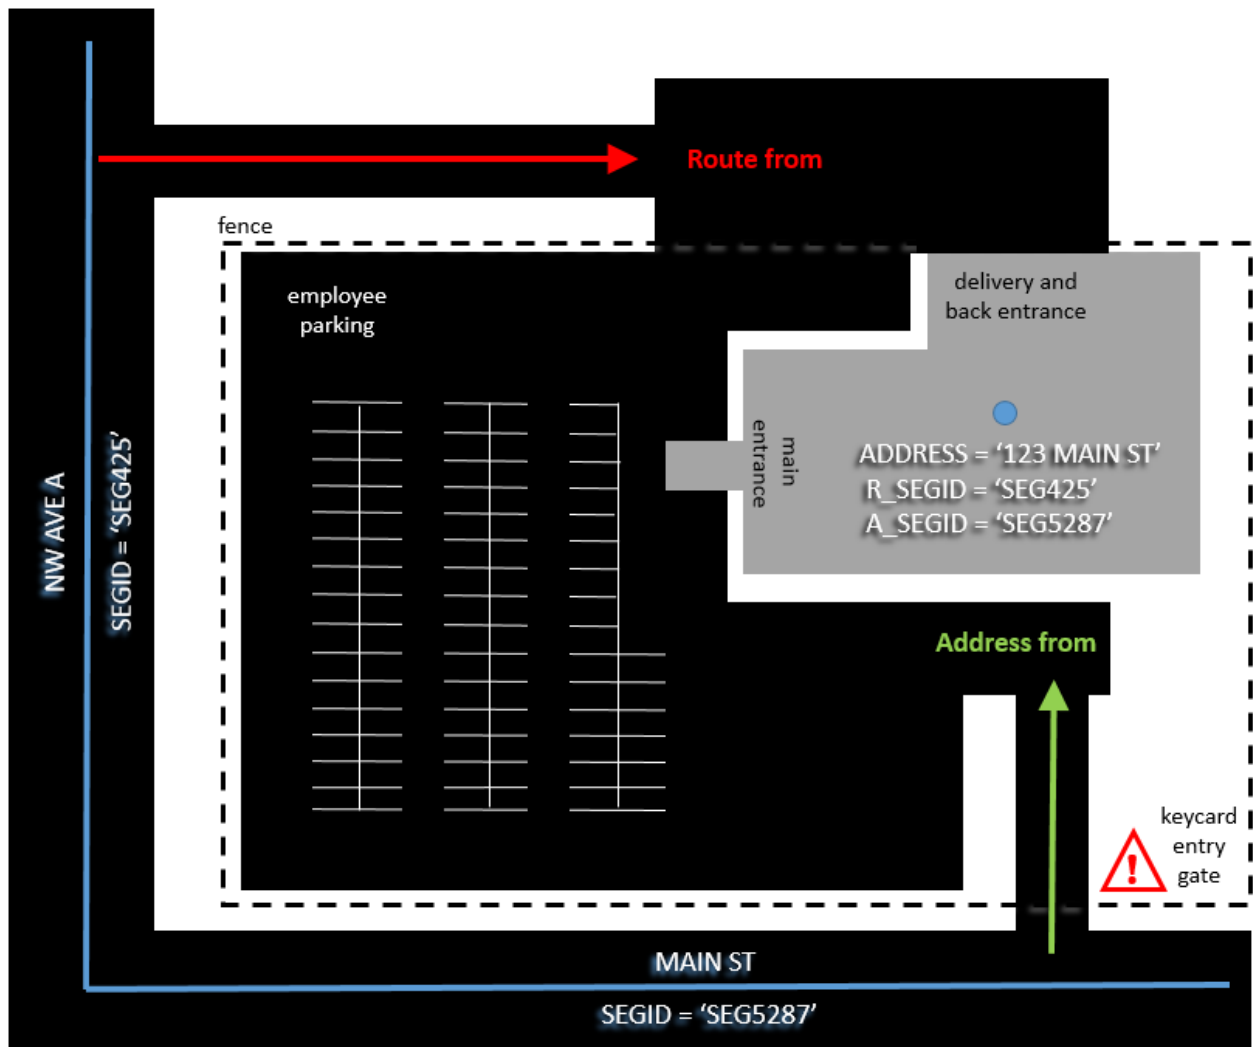 Route from
fence
employee
parking
delivery and
back entrance
main
entrance
ADDRESS = ‘123 MAIN ST’
R_SEGID = ‘SEG425’
A_SEGID = ‘SEG5287’
NW AVE A
SEGID = ‘SEG425’
Address from
keycard
entry
gate
!
MAIN ST
SEGID = ‘SEG5287’